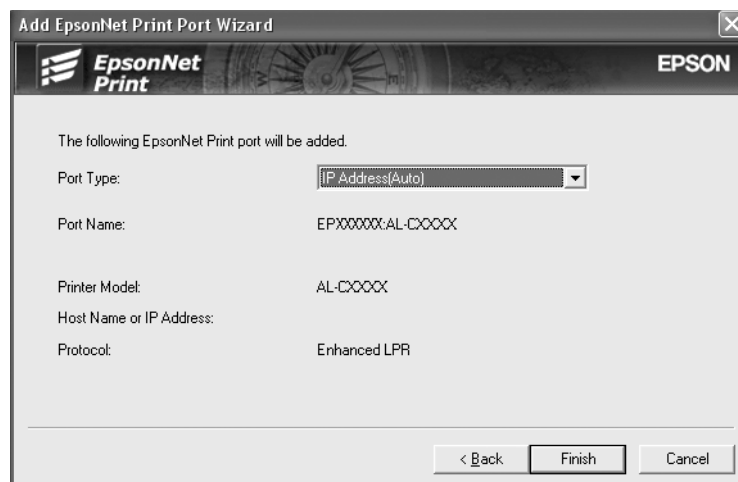 Add EpsonNet Print Port Wizard
EpsonNet
Print
EPSON
The following EpsonNet Print port will be added.
Port Type: IP Address(Auto)
Port Name: EPXXXXXX:AL-CXXXX
Printer Model: AL-CXXXX
Host Name or IP Address:
Protocol: Enhanced LPR
< Back Finish Cancel